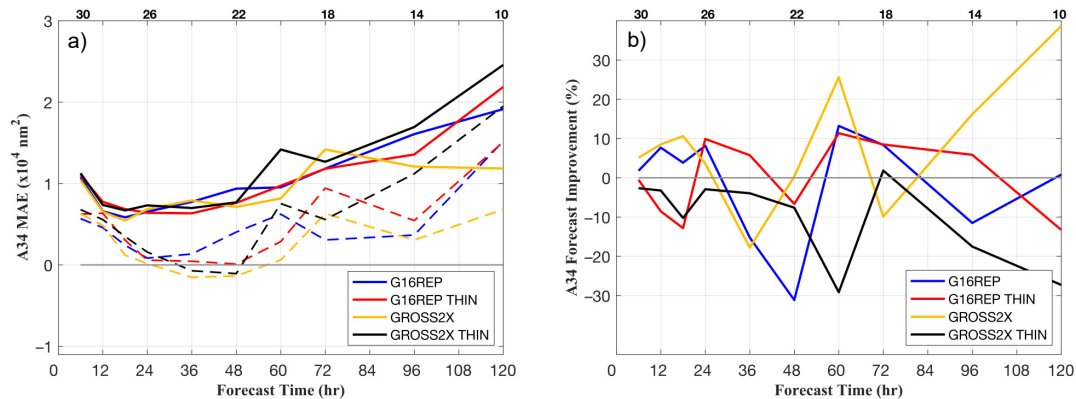 30 26 22 18 14 10
a)
3
2
1
0
−1
A34 MAE (x10⁴ nm²)
G16REP
G16REP THIN
GROSS2X
GROSS2X THIN
0 12 24 36 48 60 72 84 96 108 120
Forecast Time (hr)
30 26 22 18 14 10
b)
30
20
10
0
-10
-20
-30
A34 Forecast Improvement (%)
G16REP
G16REP THIN
GROSS2X
GROSS2X THIN
0 12 24 36 48 60 72 84 96 108 120
Forecast Time (hr)